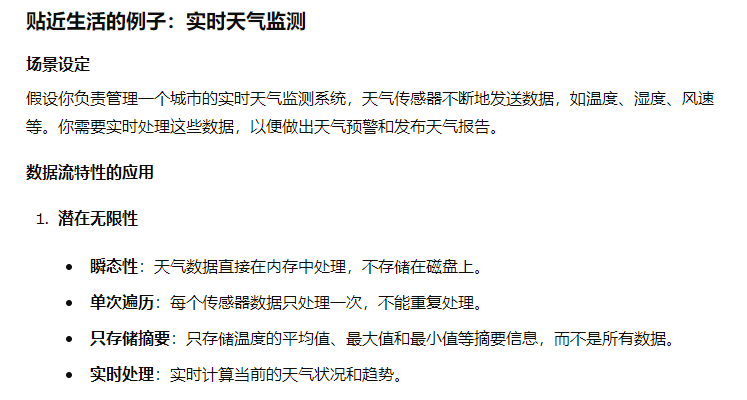 贴近生活的例子：实时天气监测
场景设定
假设你负责管理一个城市的实时天气监测系统，天气传感器不断地发送数据，如温度、湿度、风速
等。你需要实时处理这些数据，以便做出天气预警和发布天气报告。
数据流特性的应用
1. 潜在无限性
• 瞬态性：天气数据直接在内存中处理，不存储在磁盘上。
• 单次遍历：每个传感器数据只处理一次，不能重复处理。
• 只存储摘要：只存储温度的平均值、最大值和最小值等摘要信息，而不是所有数据。
• 实时处理：实时计算当前的天气状况和趋势。